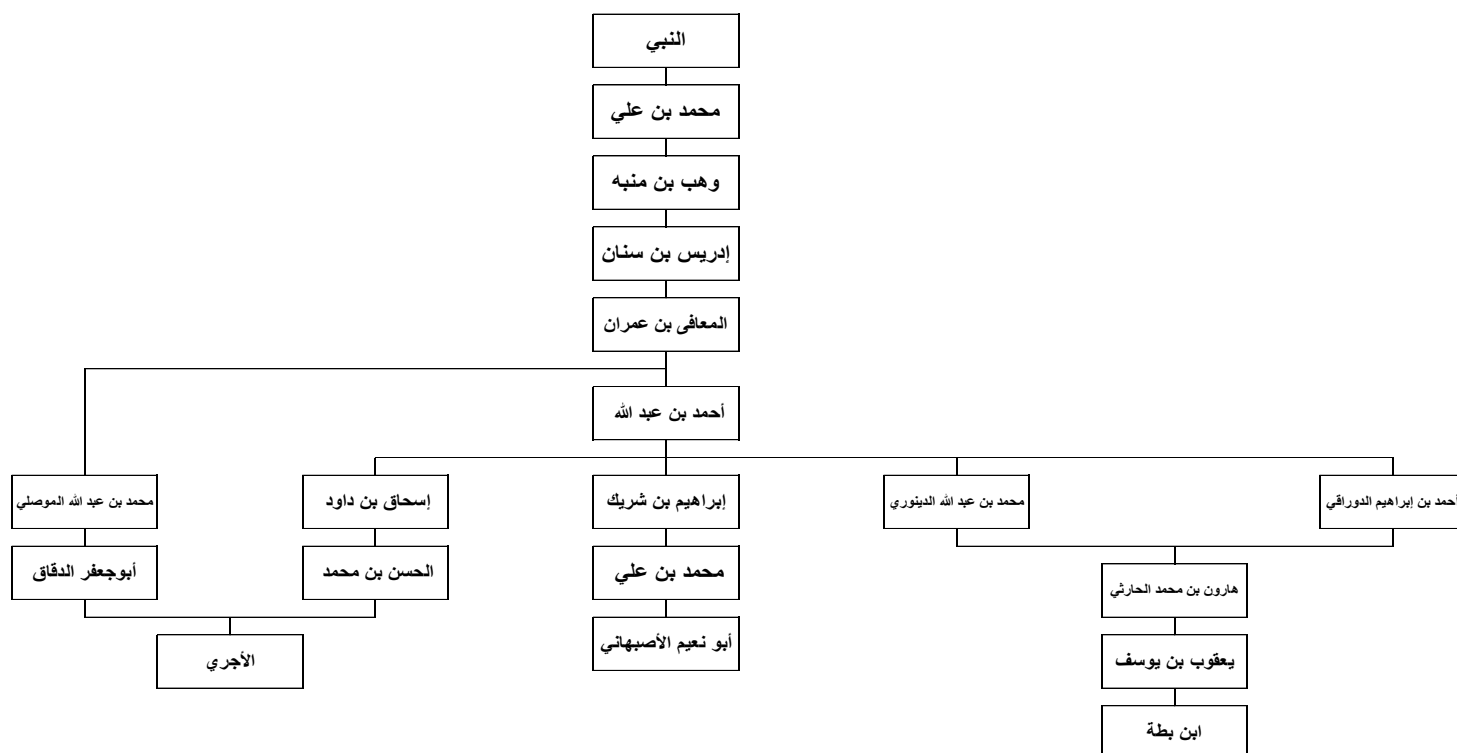 النبي
محمد بن علي
وهب بن منبه
إدريس بن سنان
المعافى بن عمران
أحمد بن عبد الله
أحمد بن إبراهيم الدوراقي
محمد بن عبد الله الدينوري
إبراهيم بن شريك
إسحاق بن داود
محمد بن عبد الله الموصلي
هارون بن محمد الحارثي
محمد بن علي
الحسن بن محمد
أبوجعفر الدقاق
يعقوب بن يوسف
أبو نعيم الأصبهاني
الأجري
ابن بطة